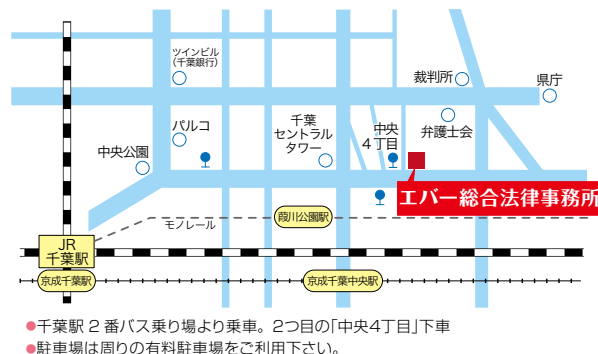 ツインビル
(千葉銀行)
裁判所
県庁
パルコ
千葉
セントラル
タワー
中央
4丁目
弁護士会
中央公園
エバー総合法律事務所
モノレール
葭川公園駅
JR
千葉駅
京成千葉駅
京成千葉中央駅
●千葉駅2番バス乗り場より乗車。2つ目の「中央4丁目」下車
●駐車場は周りの有料駐車場をご利用下さい。